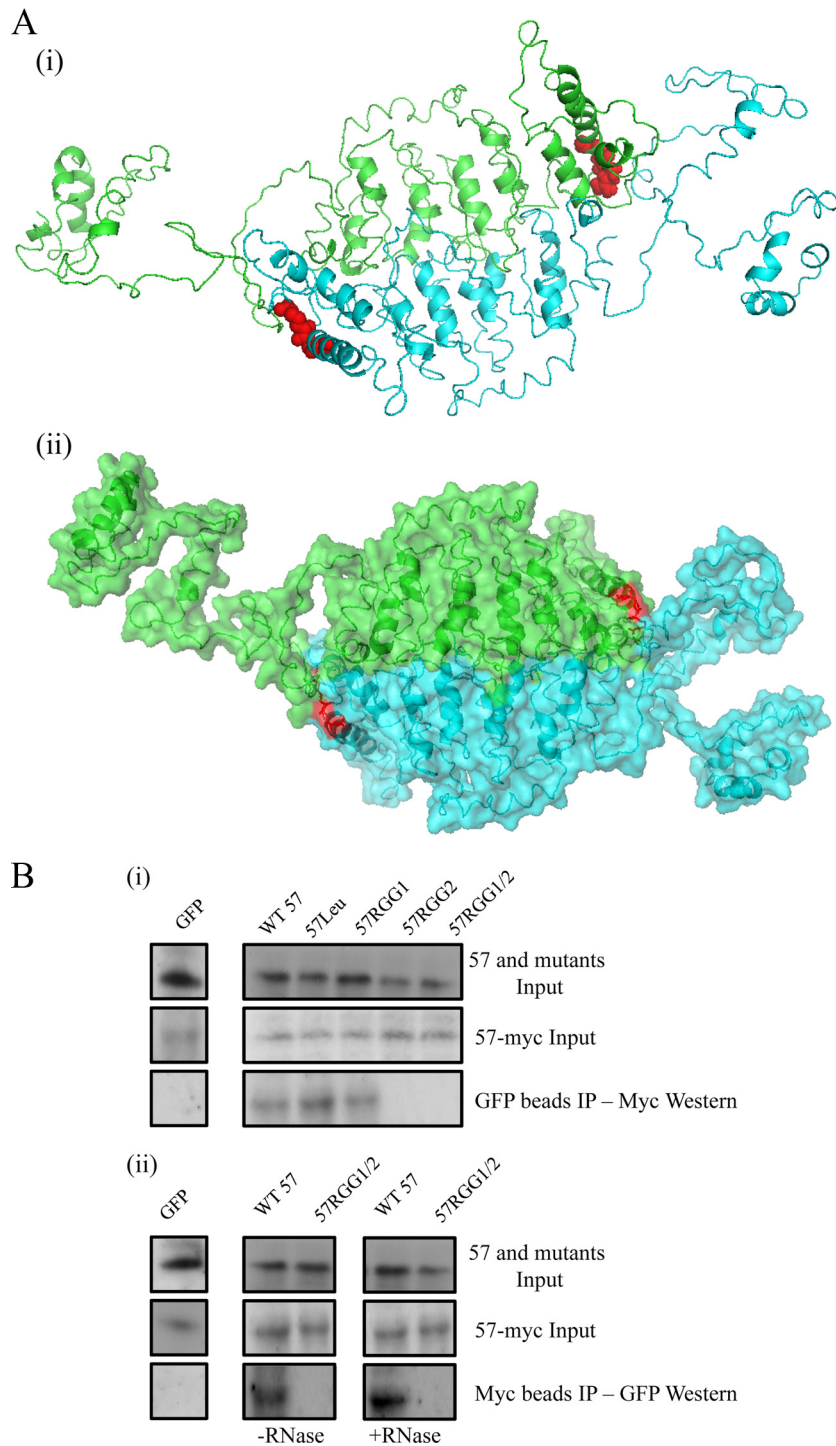 A
(i)
(ii)
B
(i)
GFP
WT 57
57Leu
57RGG1
57RGG2
57RGG1/2
57 and mutants
Input
57-myc Input
GFP beads IP – Myc Western
(ii)
GFP
WT 57
57RGG1/2
WT 57
57RGG1/2
57 and mutants
Input
57-myc Input
Myc beads IP – GFP Western
-RNase
+RNase